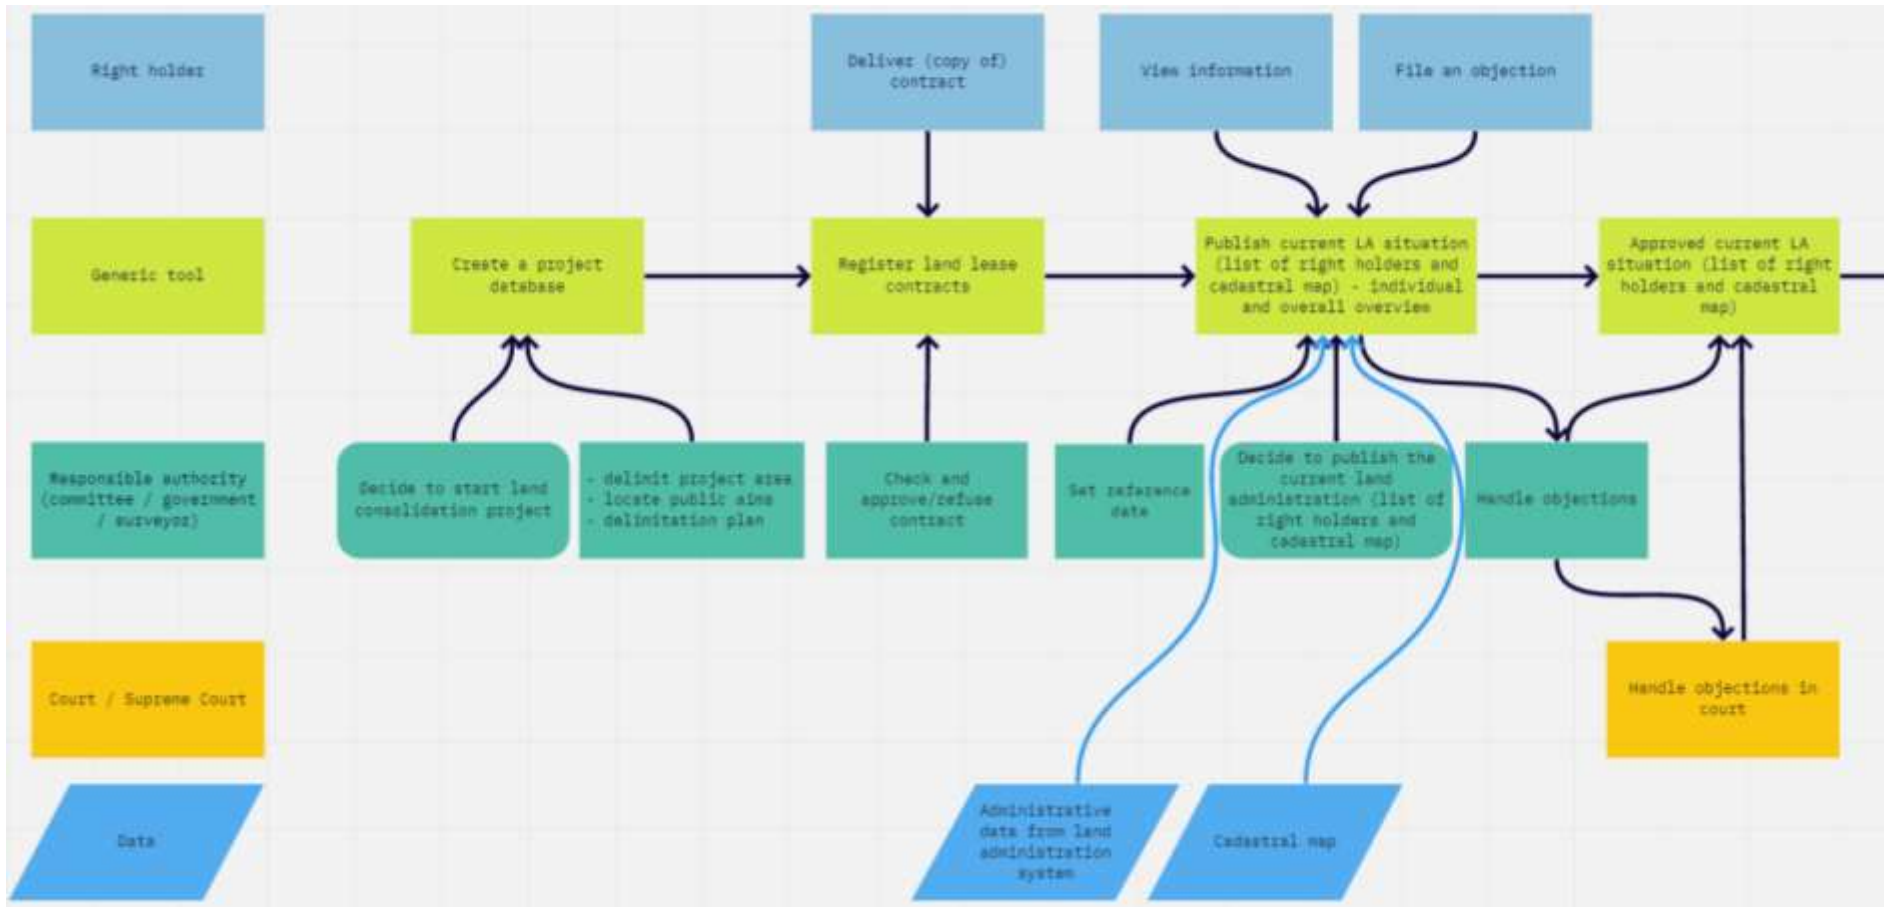 Right holder
Deliver (copy of)
contract
View information
File an objection
Generic tool
Create a project
database
Register land lease
contracts
Publish current LA situation
(list of right holders and
cadastral map) - individual
and overall overview
Approved current LA
situation (list of right
holders and cadastral
map)
Responsible authority
(committee / government
/ surveyor)
Decide to start land
consolidation project
- delimit project area
- locate public aims
- delimitation plan
Check and
approve/refuse
contract
Set reference
date
Decide to publish the
current land
administration (list of
right holders and
cadastral map)
Handle objections
Court / Supreme Court
Handle objections in
court
Data
Administrative
data from land
administration
system
Cadastral map